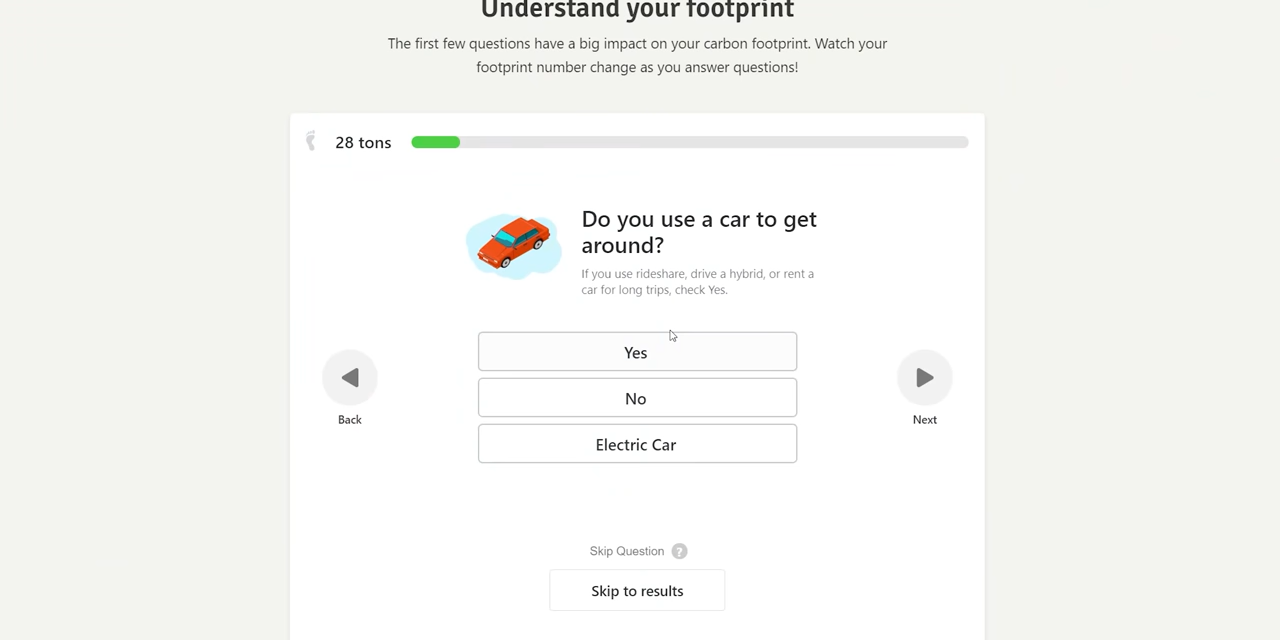 Understand your footprint
The first few questions have a big impact on your carbon footprint. Watch your
footprint number change as you answer questions!
28 tons
Do you use a car to get
around?
If you use rideshare, drive a hybrid, or rent a
car for long trips, check Yes.
Yes
No
Electric Car
Back
Next
Skip Question ?
Skip to results